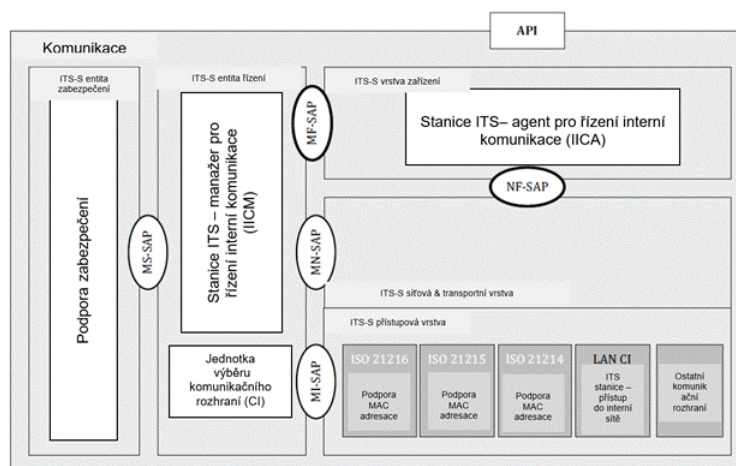 API
Komunikace
ITS-S entita
zabezpečení
Podpora zabezpečení
MS-SAP
ITS-S entita řízení
Stanice ITS – manažer pro
řízení interní komunikace
(IICM)
Jednotka
výběru
komunikačního
rozhraní (CI)
MF-SAP
MN-SAP
MI-SAP
ITS-S vrstva zařízení
Stanice ITS– agent pro řízení interní
komunikace (IICA)
NF-SAP
ITS-S síťová & transportní vrstva
ITS-S přístupová vrstva
ISO 21216
Podpora
MAC
adresace
ISO 21215
Podpora
MAC
adresace
ISO 21214
Podpora
MAC
adresace
LAN CI
ITS
stanice –
přístup
do interní
sítě
Ostatní
komunik
ační
rozhraní